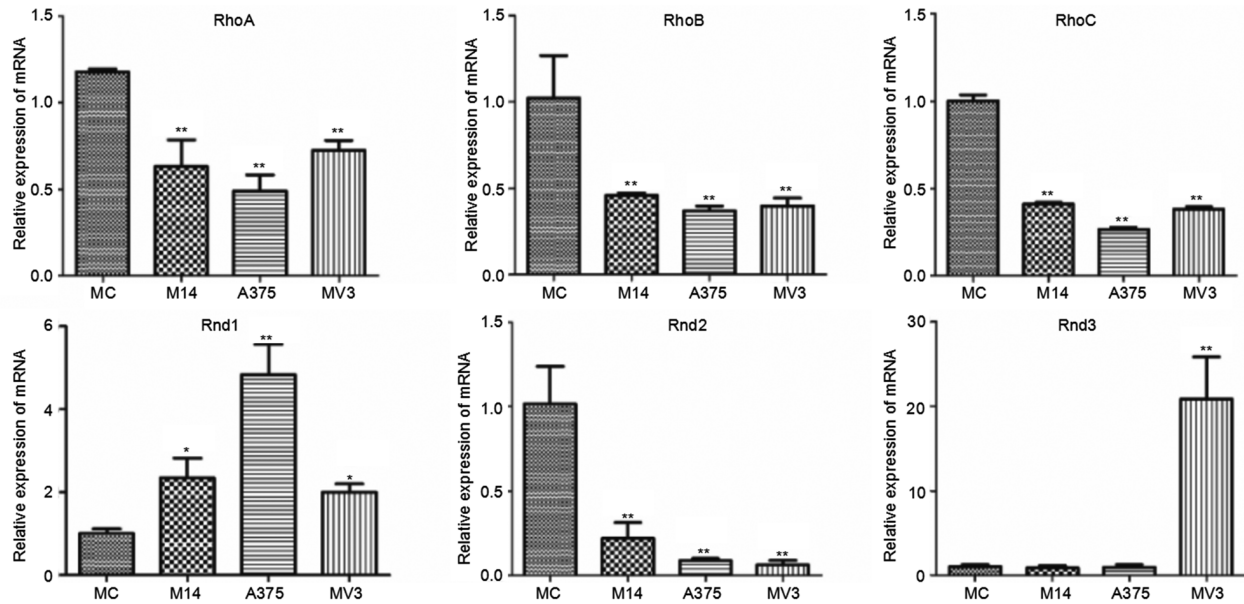 RhoA
Relative expression of mRNA
1.5
1.0
0.5
0.0
**
**
**
MC M14 A375 MV3
RhoB
Relative expression of mRNA
1.5
1.0
0.5
0.0
**
**
**
MC M14 A375 MV3
RhoC
Relative expression of mRNA
1.5
1.0
0.5
0.0
**
**
**
MC M14 A375 MV3
Rnd1
Relative expression of mRNA
6
4
2
0
*
**
*
MC M14 A375 MV3
Rnd2
Relative expression of mRNA
1.5
1.0
0.5
0.0
**
**
**
MC M14 A375 MV3
Rnd3
Relative expression of mRNA
30
20
10
0
**
MC M14 A375 MV3